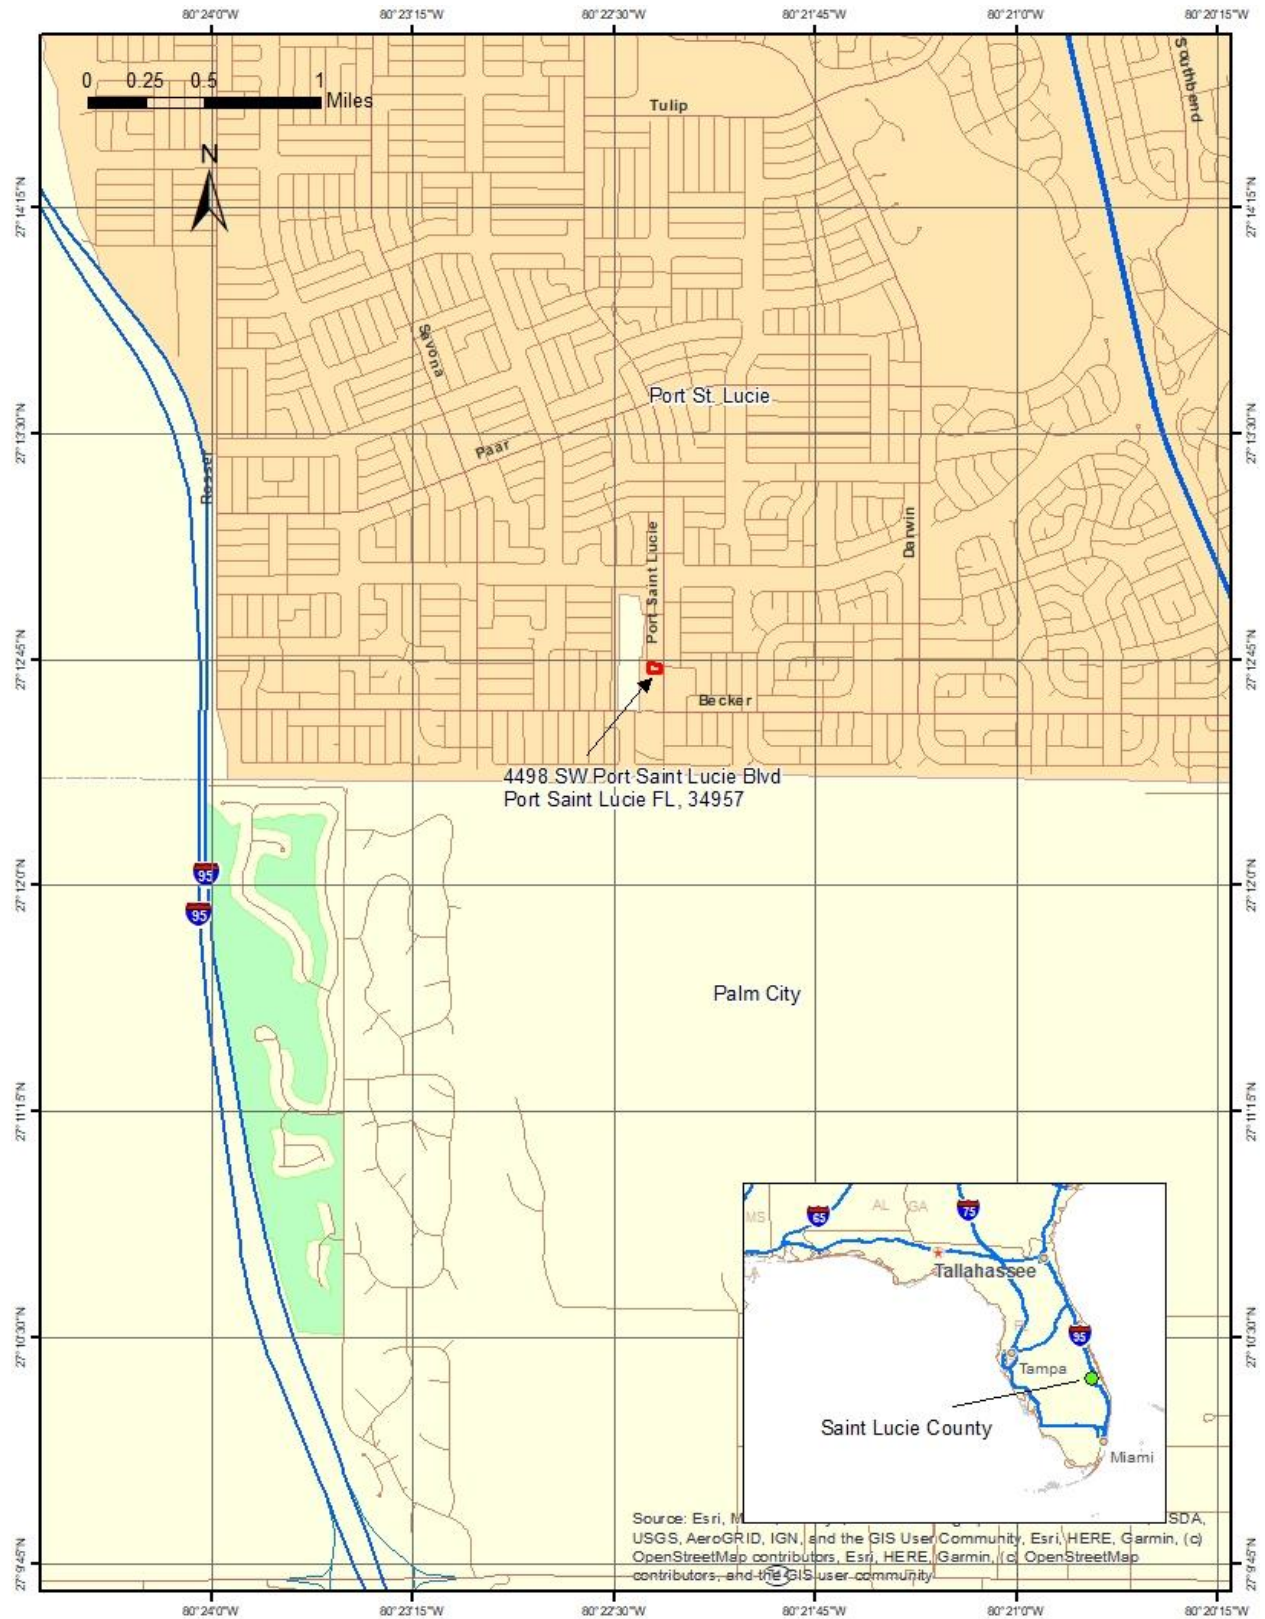 80°24'0"W 80°23'15"W 80°22'30"W 80°21'45"W 80°21'0"W 80°20'15"W
0 0.25 0.5 1
Miles
N
Tulip
Southbend
27°14'15"N 27°14'15"N
Savona
Port St. Lucie
27°13'30"N 27°13'30"N
Paar
Rosser
Darwin
Port Saint Lucie
27°12'45"N 27°12'45"N
Becker
4498 SW Port Saint Lucie Blvd
Port Saint Lucie FL, 34957
95
27°12'0"N 27°12'0"N
95
Palm City
27°11'15"N 27°11'15"N
MS AL GA
65 75
Tallahassee
FL
95
27°10'30"N 27°10'30"N
Tampa
Saint Lucie County
Miami
Source: Esri, SDA,
USGS, AeroGRID, IGN, and the GIS User Community, Esri, HERE, Garmin, (c)
OpenStreetMap contributors, Esri, HERE, Garmin, (c) OpenStreetMap
contributors, and the GIS user community
27°9'45"N 27°9'45"N
80°24'0"W 80°23'15"W 80°22'30"W 80°21'45"W 80°21'0"W 80°20'15"W